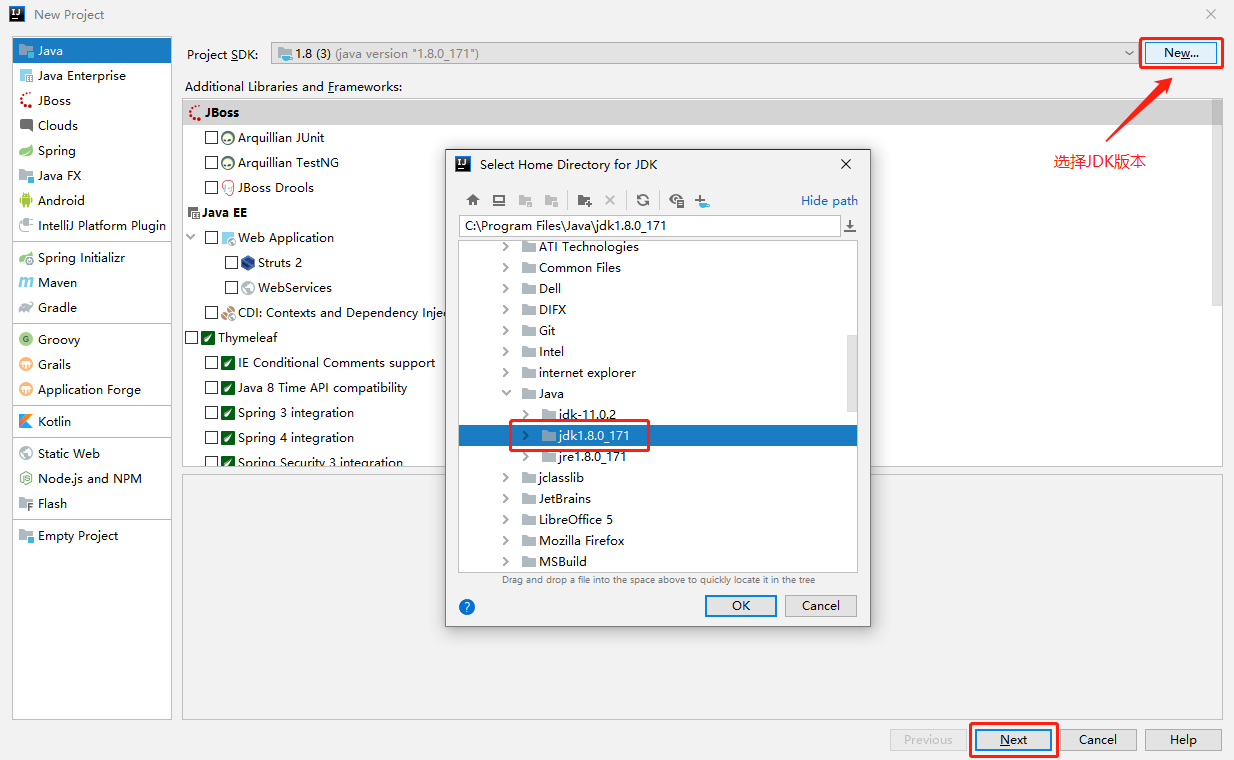 New Project
Java
Java Enterprise
JBoss
Clouds
Spring
Java FX
Android
IntelliJ Platform Plugin
Spring Initializr
Maven
Gradle
Groovy
Grails
Application Forge
Kotlin
Static Web
Node.js and NPM
Flash
Empty Project
Project SDK: 1.8 (3) (java version "1.8.0_171") New...
选择JDK版本
Additional Libraries and Frameworks:
JBoss
Arquillian JUnit
Arquillian TestNG
JBoss Drools
Java EE
Web Application
Struts 2
WebServices
CDI: Contexts and Dependency Inje
Thymeleaf
IE Conditional Comments support
Java 8 Time API compatibility
Spring 3 integration
Spring 4 integration
Spring Security 3 integration
Select Home Directory for JDK
Hide path
C:\Program Files\Java\jdk1.8.0_171
ATI Technologies
Common Files
Dell
DIFX
Git
Intel
internet explorer
Java
jdk-11.0.2
jdk1.8.0_171
jre1.8.0_171
jclasslib
JetBrains
LibreOffice 5
Mozilla Firefox
MSBuild
Drag and drop a file into the space above to quickly locate it in the tree
? OK Cancel
Previous Next Cancel Help